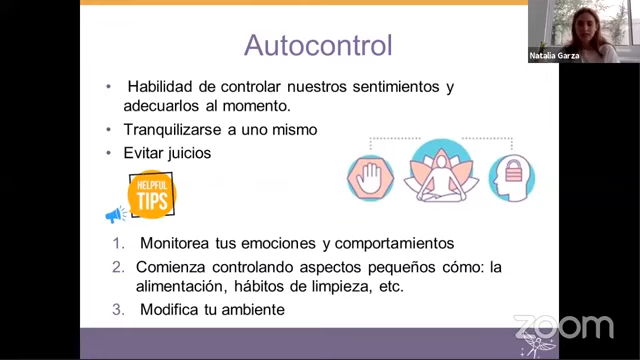 Autocontrol
Natalia Garza
• Habilidad de controlar nuestros sentimientos y
adecuarlos al momento.
• Tranquilizarse a uno mismo
• Evitar juicios
HELPFUL
TIPS
1. Monitorea tus emociones y comportamientos
2. Comienza controlando aspectos pequeños cómo: la
alimentación, hábitos de limpieza, etc.
3. Modifica tu ambiente
zoom